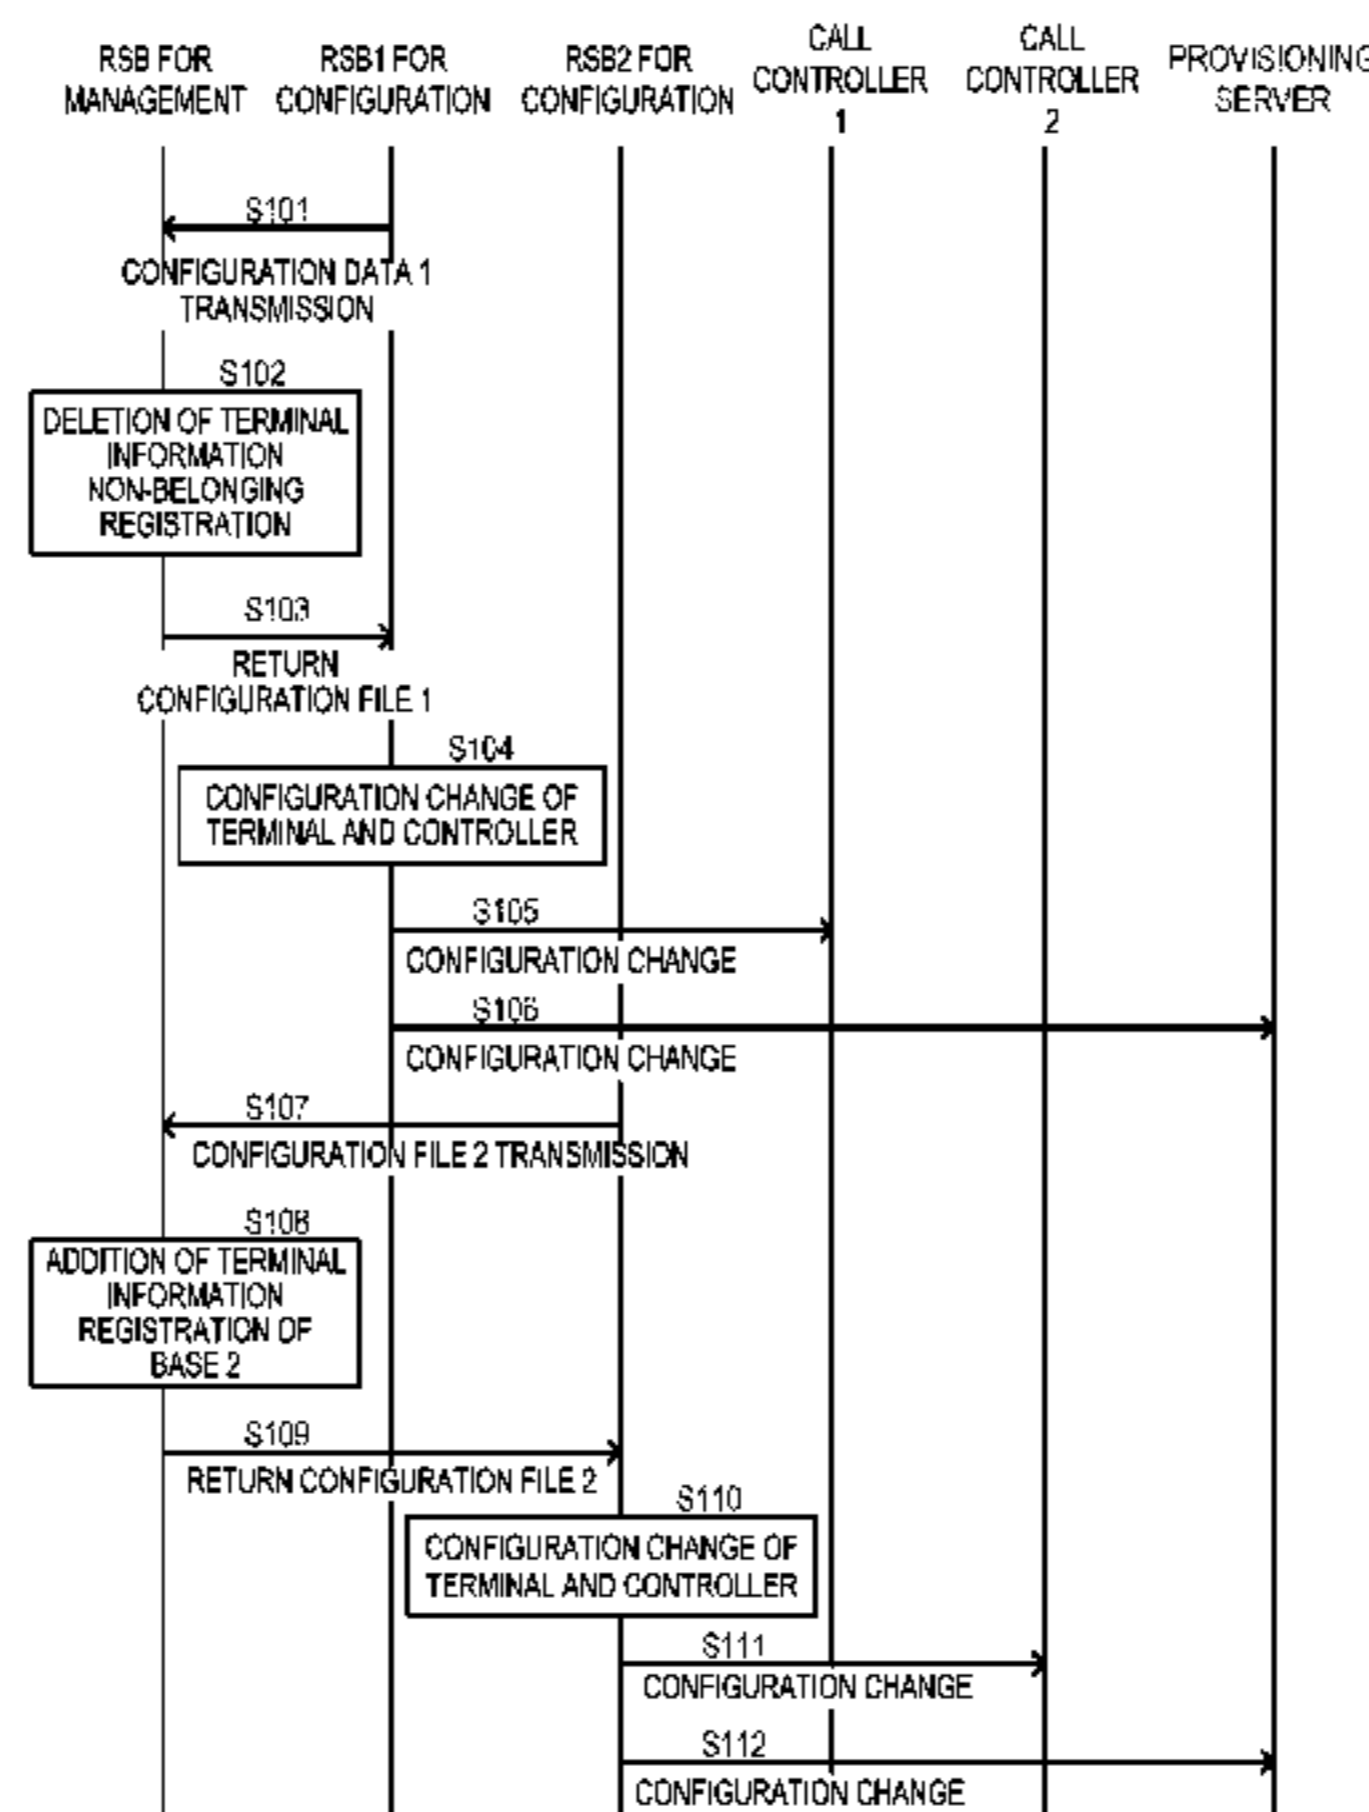 RSB FOR
MANAGEMENT
RSB1 FOR
CONFIGURATION
RSB2 FOR
CONFIGURATION
CALL
CONTROLLER
1
CALL
CONTROLLER
2
PROVISIONING
SERVER
S101
CONFIGURATION DATA 1
TRANSMISSION
S102
DELETION OF TERMINAL
INFORMATION
NON-BELONGING
REGISTRATION
S103
RETURN
CONFIGURATION FILE 1
S104
CONFIGURATION CHANGE OF
TERMINAL AND CONTROLLER
S105
CONFIGURATION CHANGE
S106
CONFIGURATION CHANGE
S107
CONFIGURATION FILE 2 TRANSMISSION
S108
ADDITION OF TERMINAL
INFORMATION
REGISTRATION OF
BASE 2
S109
RETURN CONFIGURATION FILE 2
S110
CONFIGURATION CHANGE OF
TERMINAL AND CONTROLLER
S111
CONFIGURATION CHANGE
S112
CONFIGURATION CHANGE